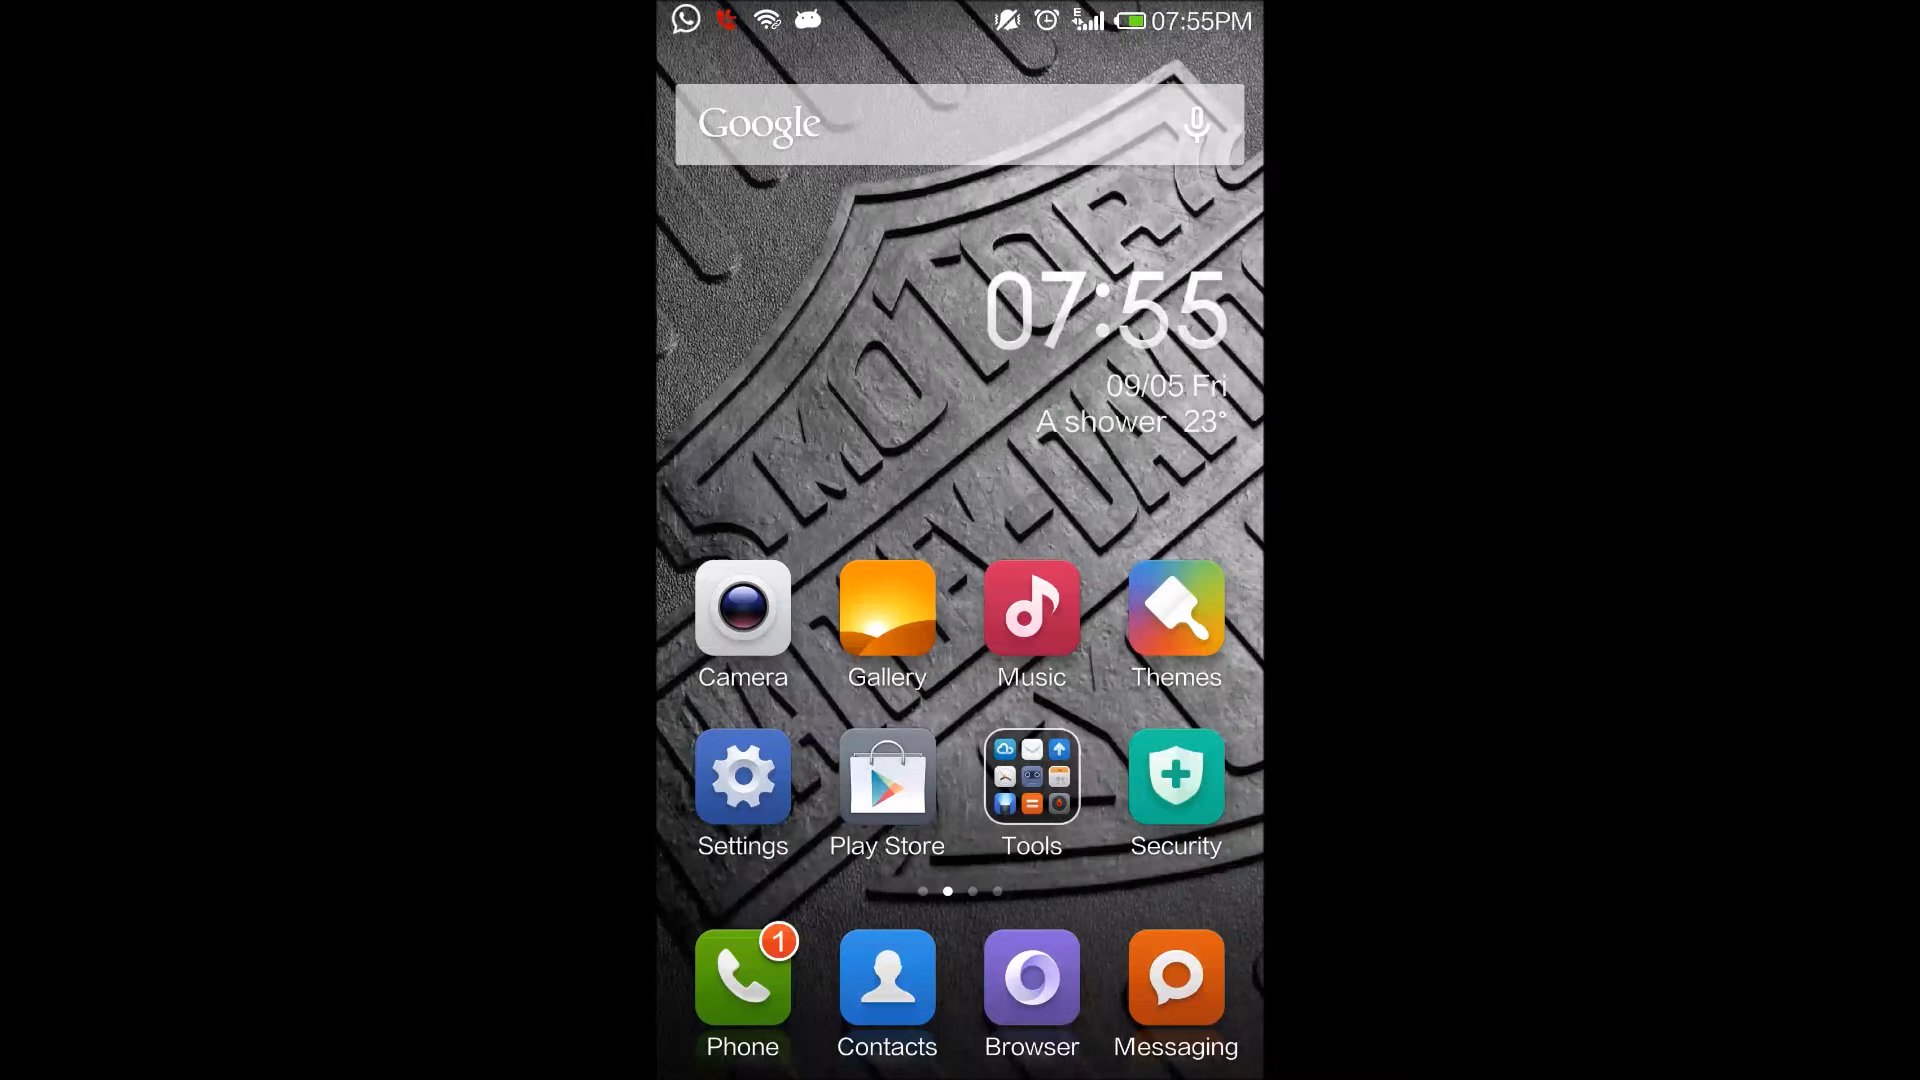 07:55PM
Google
MOTOR
07:55
09/05 Fri
A shower 23°
Camera
Gallery
Music
Themes
Settings
Play Store
Tools
Security
1
Phone
Contacts
Browser
Messaging